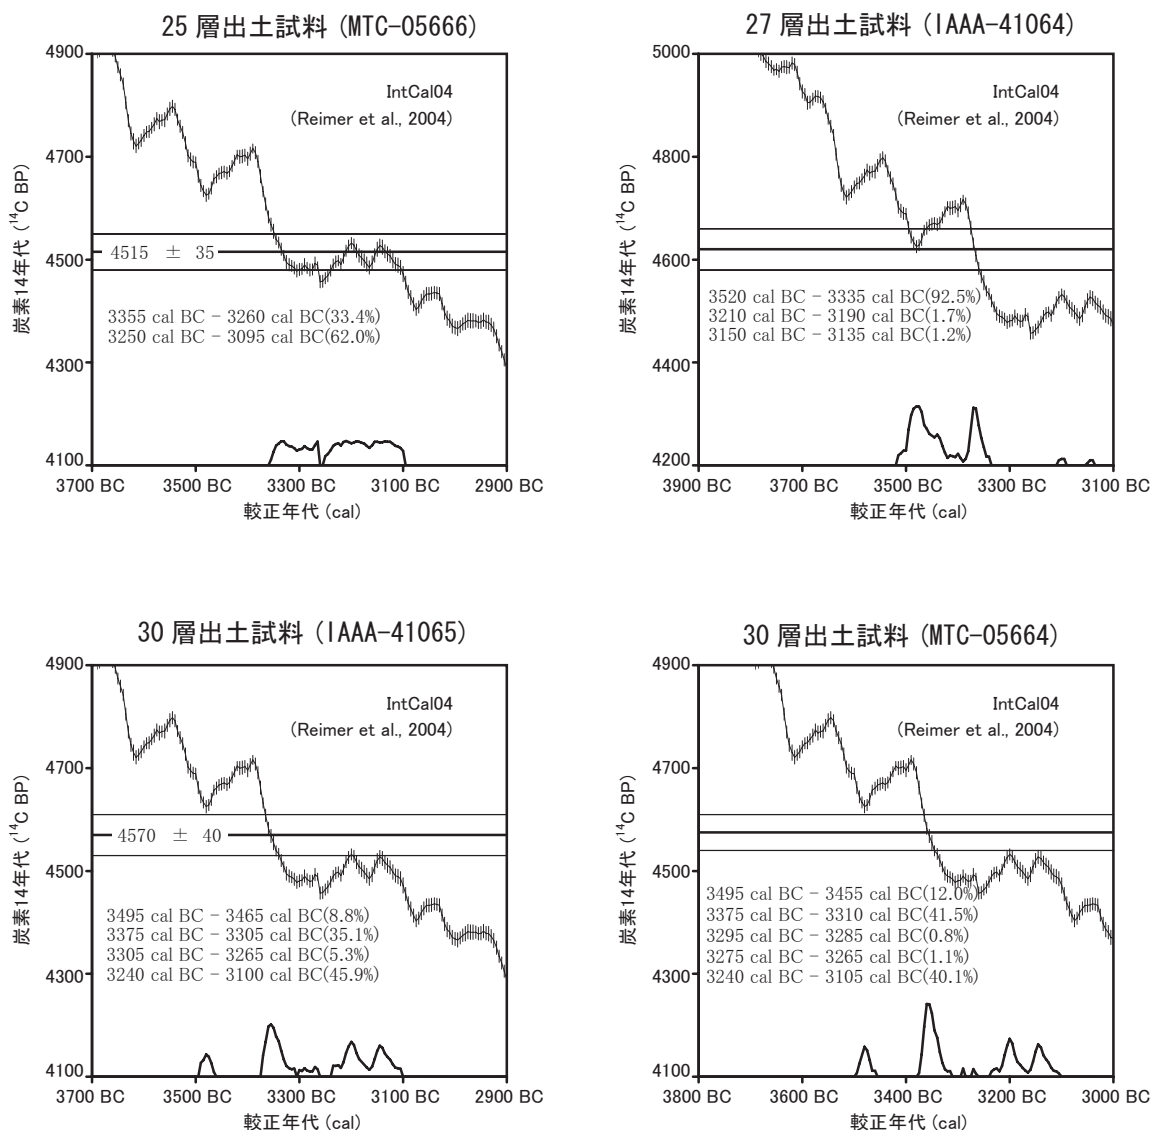 25 層出土試料 (MTC-05666)
4900
4700
4500
4300
4100
炭素14年代 (14C BP)
IntCal04
(Reimer et al., 2004)
4515 ± 35
3355 cal BC - 3260 cal BC(33.4%)
3250 cal BC - 3095 cal BC(62.0%)
3700 BC 3500 BC 3300 BC 3100 BC 2900 BC
較正年代 (cal)
27 層出土試料 (IAAA-41064)
5000
4800
4600
4400
4200
炭素14年代 (14C BP)
IntCal04
(Reimer et al., 2004)
3520 cal BC - 3335 cal BC(92.5%)
3210 cal BC - 3190 cal BC(1.7%)
3150 cal BC - 3135 cal BC(1.2%)
3900 BC 3700 BC 3500 BC 3300 BC 3100 BC
較正年代 (cal)
30 層出土試料 (IAAA-41065)
4900
4700
4500
4300
4100
炭素14年代 (14C BP)
IntCal04
(Reimer et al., 2004)
4570 ± 40
3495 cal BC - 3465 cal BC(8.8%)
3375 cal BC - 3305 cal BC(35.1%)
3305 cal BC - 3265 cal BC(5.3%)
3240 cal BC - 3100 cal BC(45.9%)
3700 BC 3500 BC 3300 BC 3100 BC 2900 BC
較正年代 (cal)
30 層出土試料 (MTC-05664)
4900
4700
4500
4300
4100
炭素14年代 (14C BP)
IntCal04
(Reimer et al., 2004)
3495 cal BC - 3455 cal BC(12.0%)
3375 cal BC - 3310 cal BC(41.5%)
3295 cal BC - 3285 cal BC(0.8%)
3275 cal BC - 3265 cal BC(1.1%)
3240 cal BC - 3105 cal BC(40.1%)
3800 BC 3600 BC 3400 BC 3200 BC 3000 BC
較正年代 (cal)